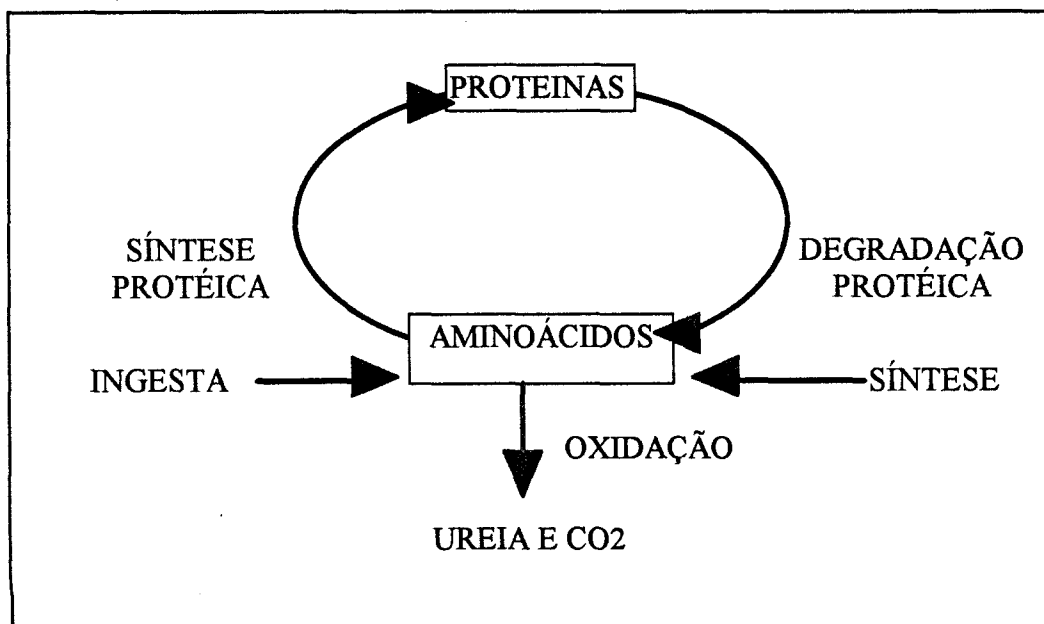 PROTEINAS
SÍNTESE
PROTÉICA
DEGRADAÇÃO
PROTÉICA
AMINOÁCIDOS
INGESTA
SÍNTESE
OXIDAÇÃO
UREIA E CO2